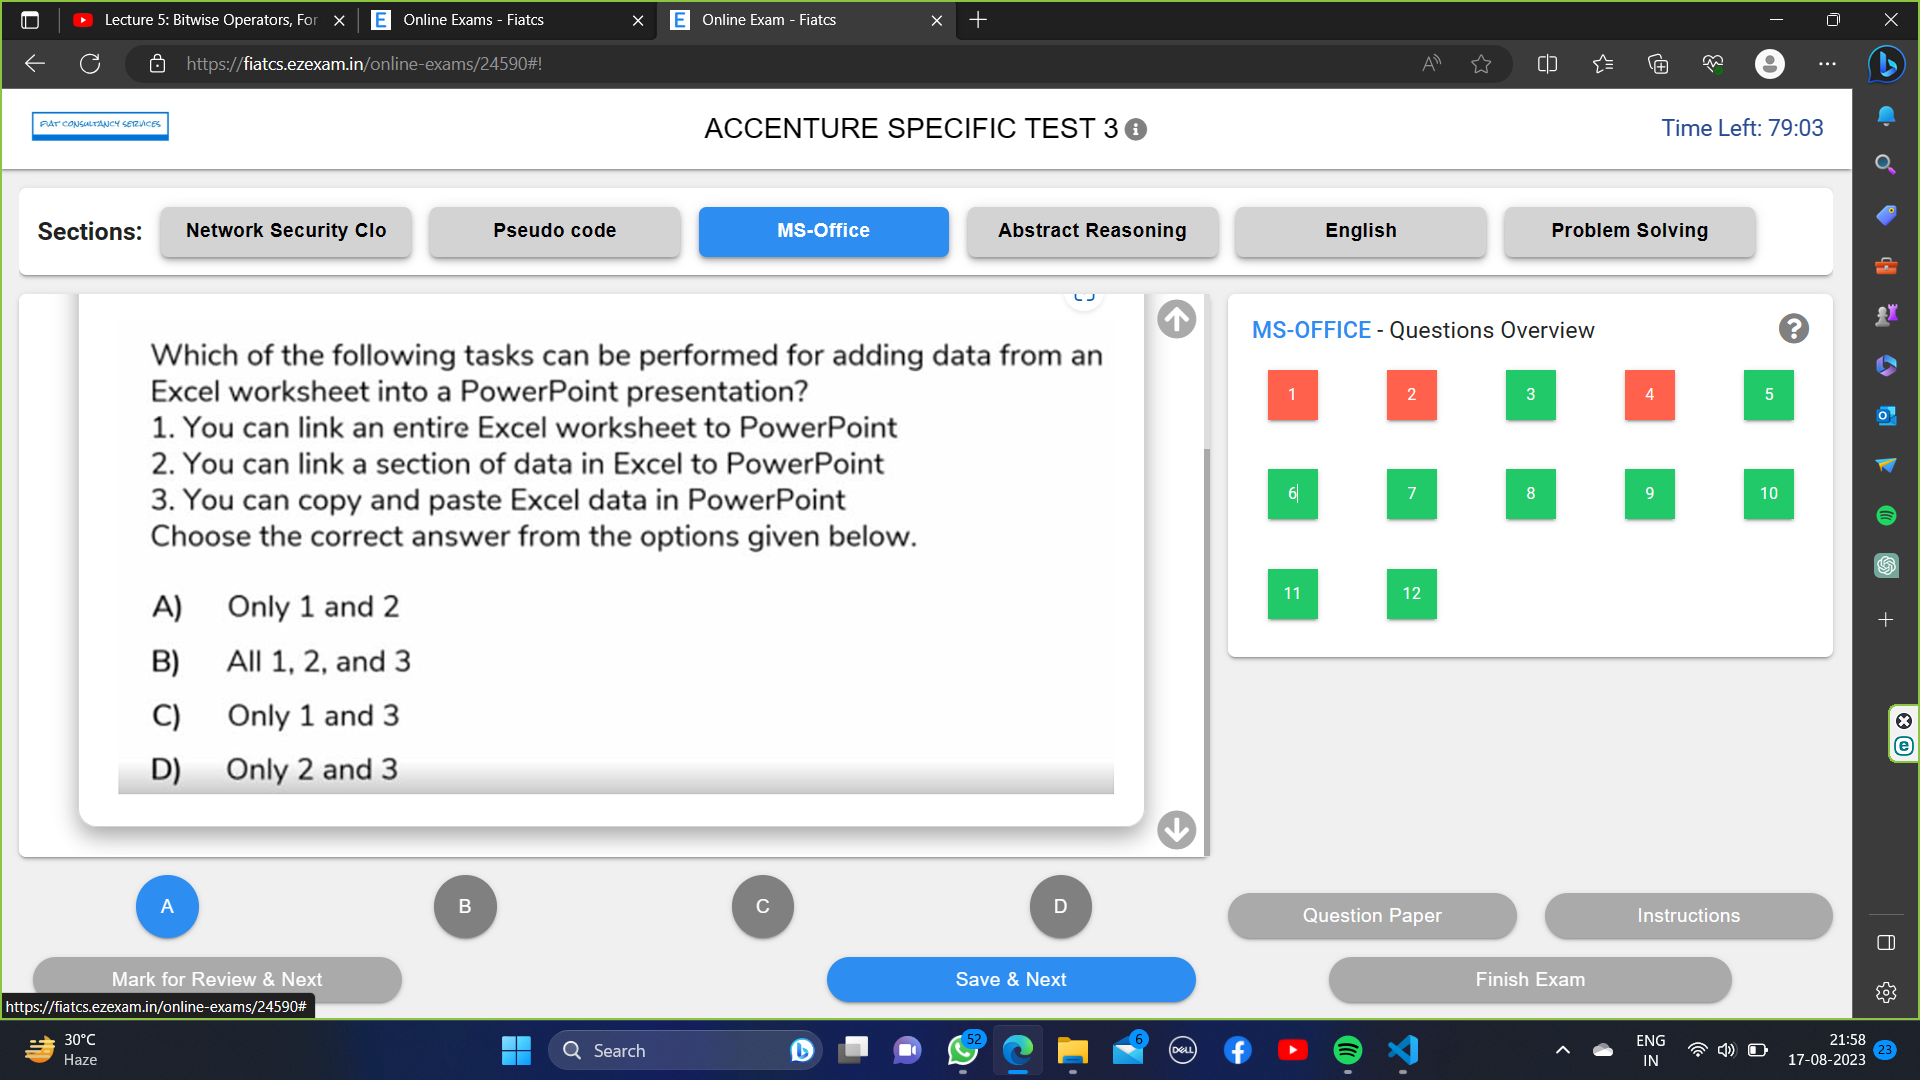 Lecture 5: Bitwise Operators, For
Online Exams - Fiatcs
Online Exam - Fiatcs
https://fiatcs.ezexam.in/online-exams/24590#!
FIAT CONSULTANCY SERVICES
ACCENTURE SPECIFIC TEST 3
Time Left: 79:03
Sections:
Network Security Clo
Pseudo code
MS-Office
Abstract Reasoning
English
Problem Solving
Which of the following tasks can be performed for adding data from an
Excel worksheet into a PowerPoint presentation?
1. You can link an entire Excel worksheet to PowerPoint
2. You can link a section of data in Excel to PowerPoint
3. You can copy and paste Excel data in PowerPoint
Choose the correct answer from the options given below.
A) Only 1 and 2
B) All 1, 2, and 3
C) Only 1 and 3
D) Only 2 and 3
MS-OFFICE - Questions Overview
1 2 3 4 5
6 7 8 9 10
11 12
A B C D
Question Paper
Instructions
Mark for Review & Next
Save & Next
Finish Exam
https://fiatcs.ezexam.in/online-exams/24590#
30°C
Haze
Search
52
6
DELL
ENG
IN
21:58
17-08-2023
23